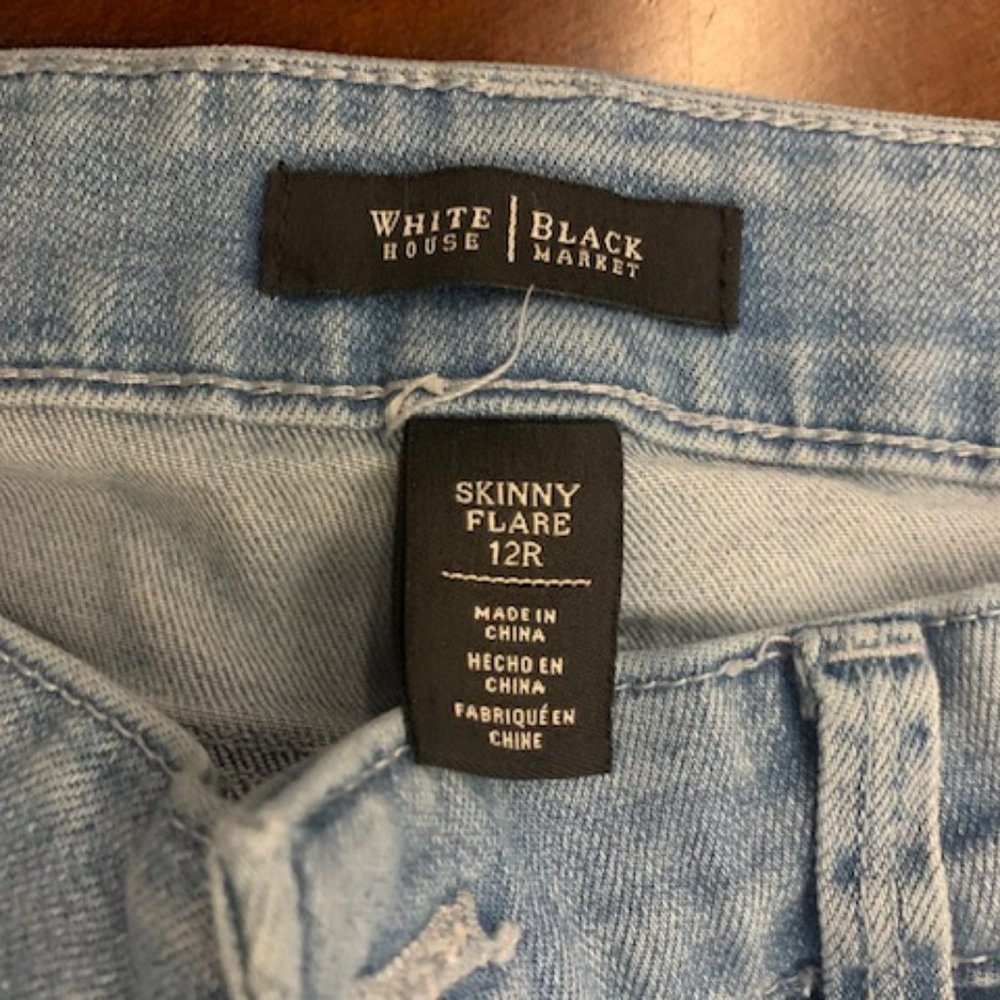 WHITE | BLACK
HOUSE | MARKET
SKINNY
FLARE
12R
MADE IN
CHINA
HECHO EN
CHINA
FABRIQUÉ EN
CHINE